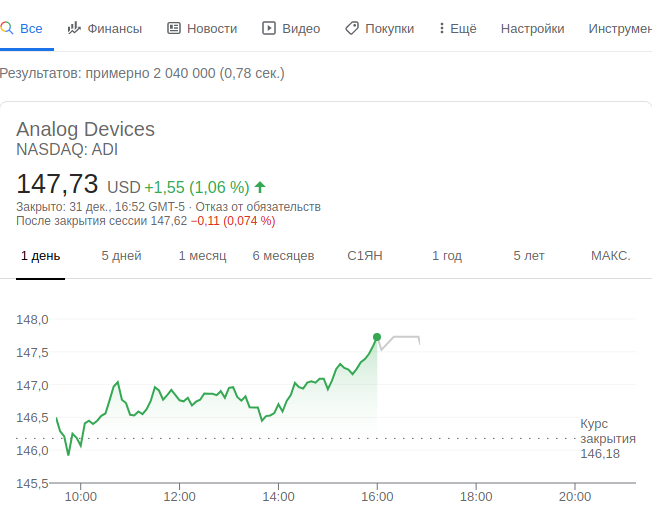 Все Финансы Новости Видео Покупки Ещё Настройки Инструмен
Результатов: примерно 2 040 000 (0,78 сек.)
Analog Devices
NASDAQ: ADI
147,73 USD +1,55 (1,06 %)
Закрыто: 31 дек., 16:52 GMT-5 · Отказ от обязательств
После закрытия сессии 147,62 −0,11 (0,074 %)
1 день 5 дней 1 месяц 6 месяцев С1ЯН 1 год 5 лет МАКС.
148,0
147,5
147,0
146,5
146,0
145,5
Курс
закрытия
146,18
10:00 12:00 14:00 16:00 18:00 20:00